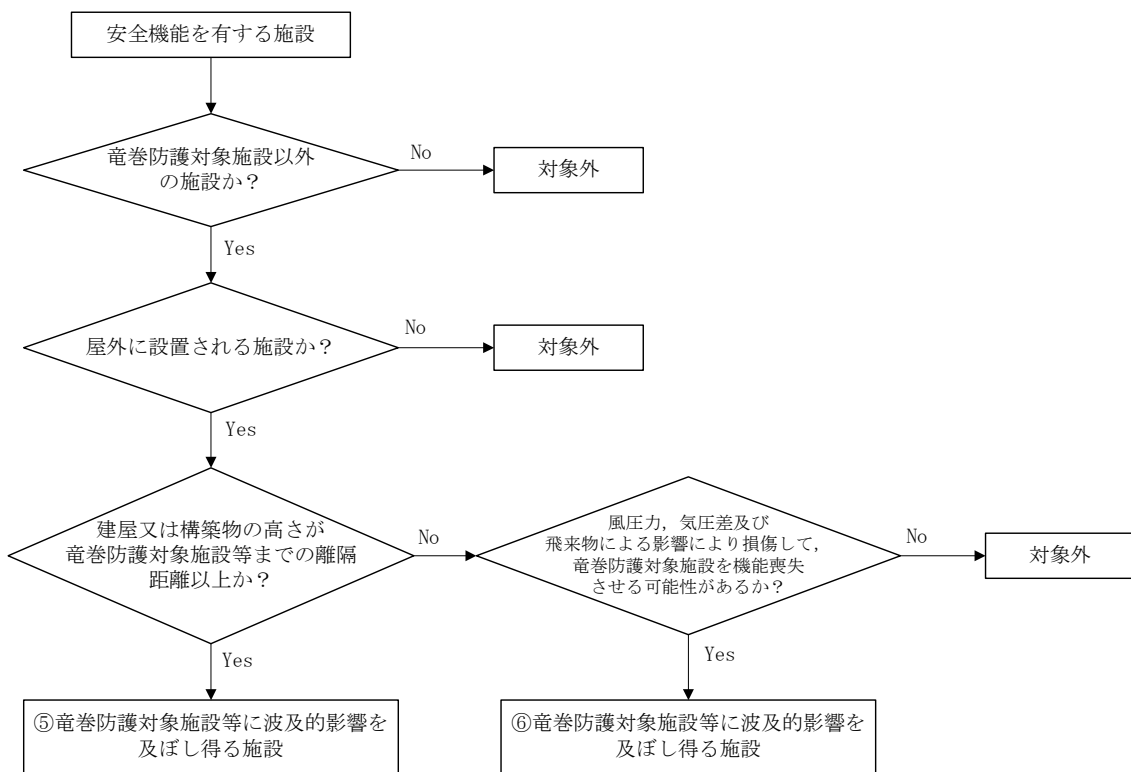 安全機能を有する施設
竜巻防護対象施設以外
の施設か？
No
対象外
Yes
屋外に設置される施設か？
No
対象外
Yes
建屋又は構築物の高さが
竜巻防護対象施設等までの離隔
距離以上か？
No
風圧力，気圧差及び
飛来物による影響により損傷して，
竜巻防護対象施設を機能喪失
させる可能性があるか？
No
対象外
Yes
Yes
⑤竜巻防護対象施設等に波及的影響を
及ぼし得る施設
⑥竜巻防護対象施設等に波及的影響を
及ぼし得る施設